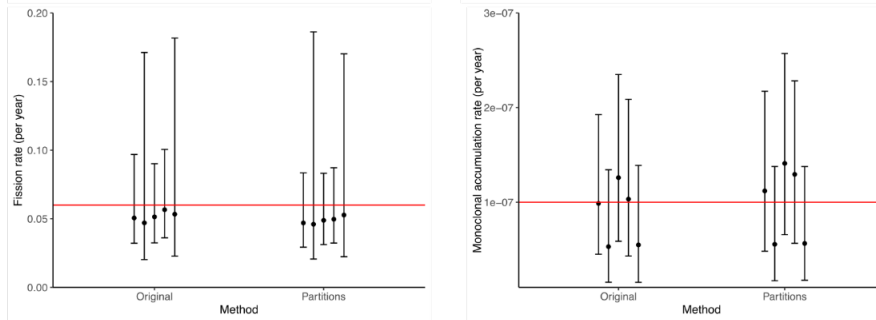 0.20
0.15
0.10
0.05
0.00
Fission rate (per year)
Original
Partitions
Method
3e−07
2e−07
1e−07
Monoclonal accumulation rate (per year)
Original
Partitions
Method